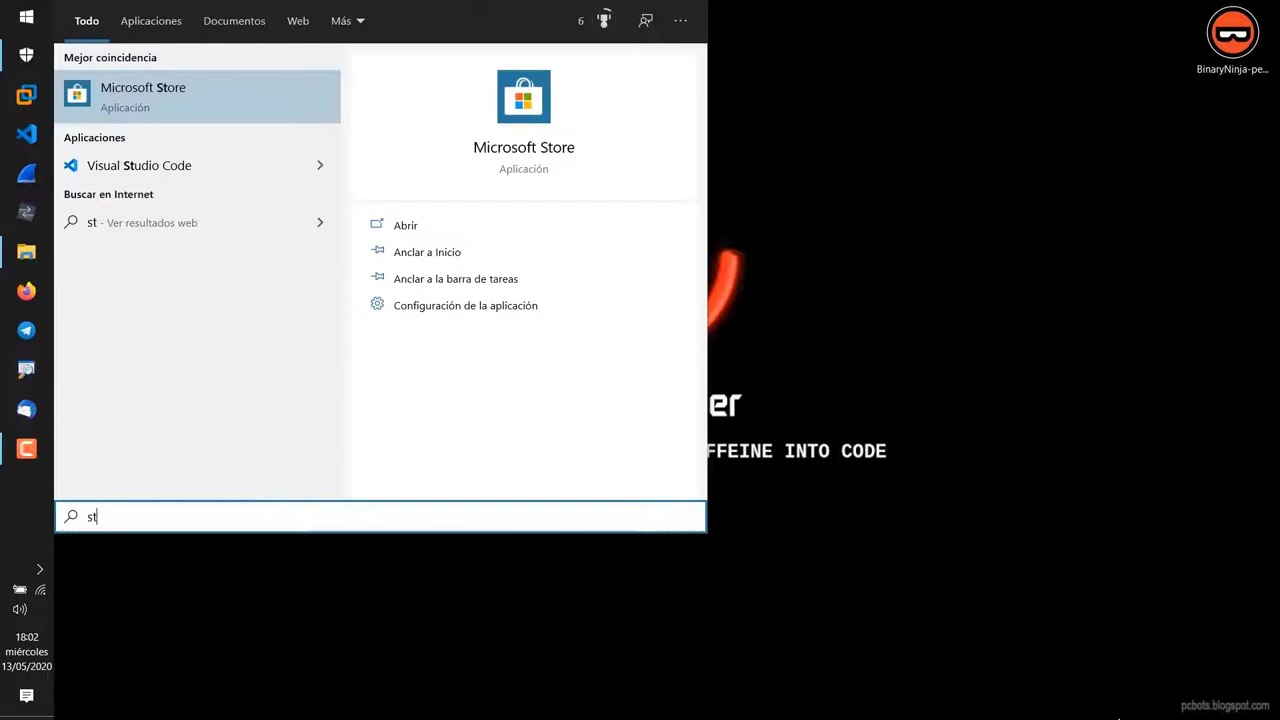 Todo Aplicaciones Documentos Web Más 6 ...
Mejor coincidencia
Microsoft Store
Aplicación
Aplicaciones
Visual Studio Code
Buscar en Internet
st - Ver resultados web
Microsoft Store
Aplicación
Abrir
Anclar a Inicio
Anclar a la barra de tareas
Configuración de la aplicación
st
BinaryNinja-pe...
er
FFEINE INTO CODE
18:02
miércoles
13/05/2020
pcbots.blogspot.com